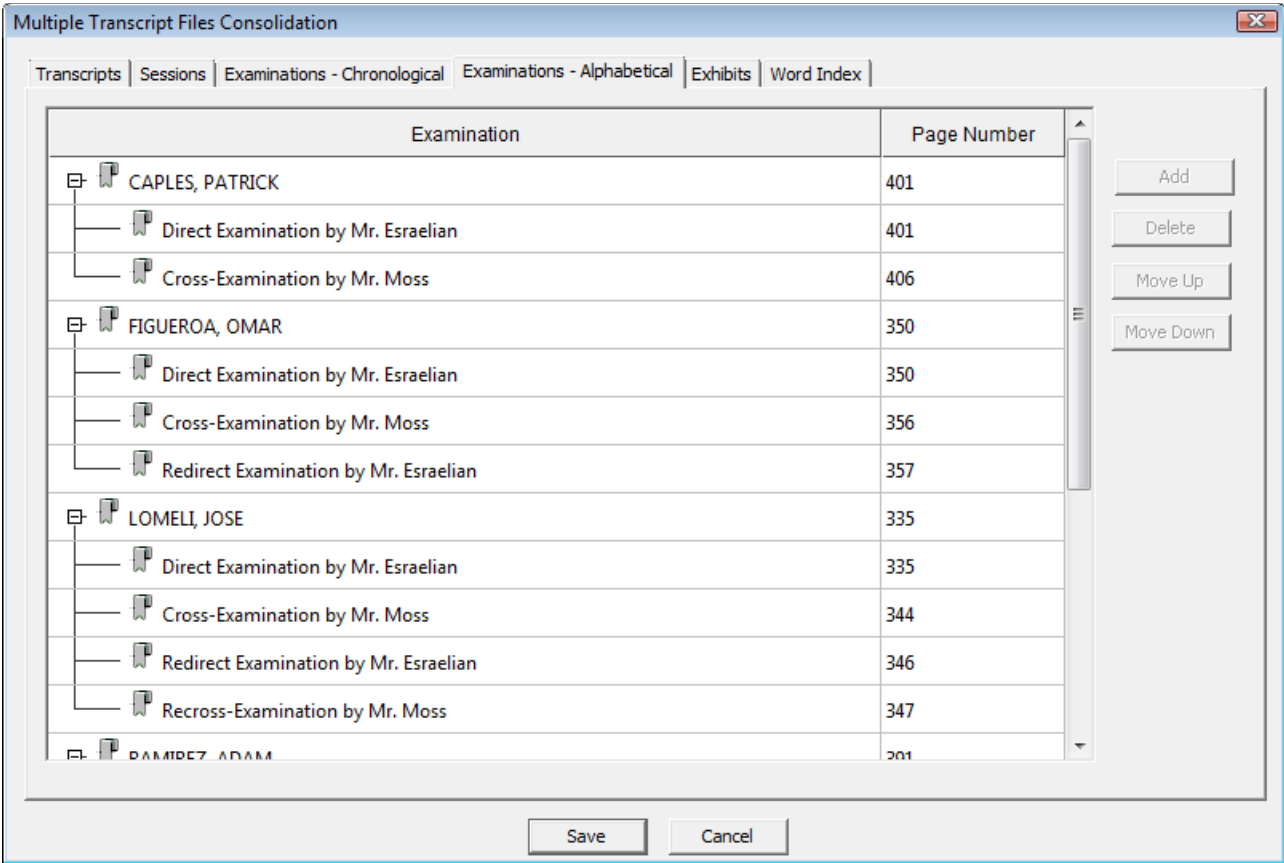 Multiple Transcript Files Consolidation
Transcripts Sessions Examinations - Chronological Examinations - Alphabetical Exhibits Word Index
Examination Page Number
CAPLES, PATRICK 401
Direct Examination by Mr. Esraelian 401
Cross-Examination by Mr. Moss 406
FIGUEROA, OMAR 350
Direct Examination by Mr. Esraelian 350
Cross-Examination by Mr. Moss 356
Redirect Examination by Mr. Esraelian 357
LOMELI, JOSE 335
Direct Examination by Mr. Esraelian 335
Cross-Examination by Mr. Moss 344
Redirect Examination by Mr. Esraelian 346
Recross-Examination by Mr. Moss 347
RAMIREZ, ADAM 391
Add
Delete
Move Up
Move Down
Save Cancel